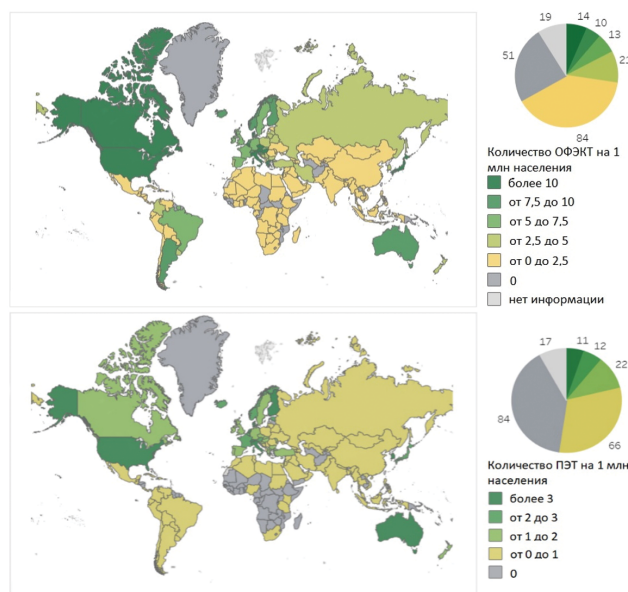 19
14
10
13
21
51
84
Количество ОФЭКТ на 1
млн населения
более 10
от 7,5 до 10
от 5 до 7,5
от 2,5 до 5
от 0 до 2,5
0
нет информации
17
11
12
22
84
66
Количество ПЭТ на 1 млн
населения
более 3
от 2 до 3
от 1 до 2
от 0 до 1
0